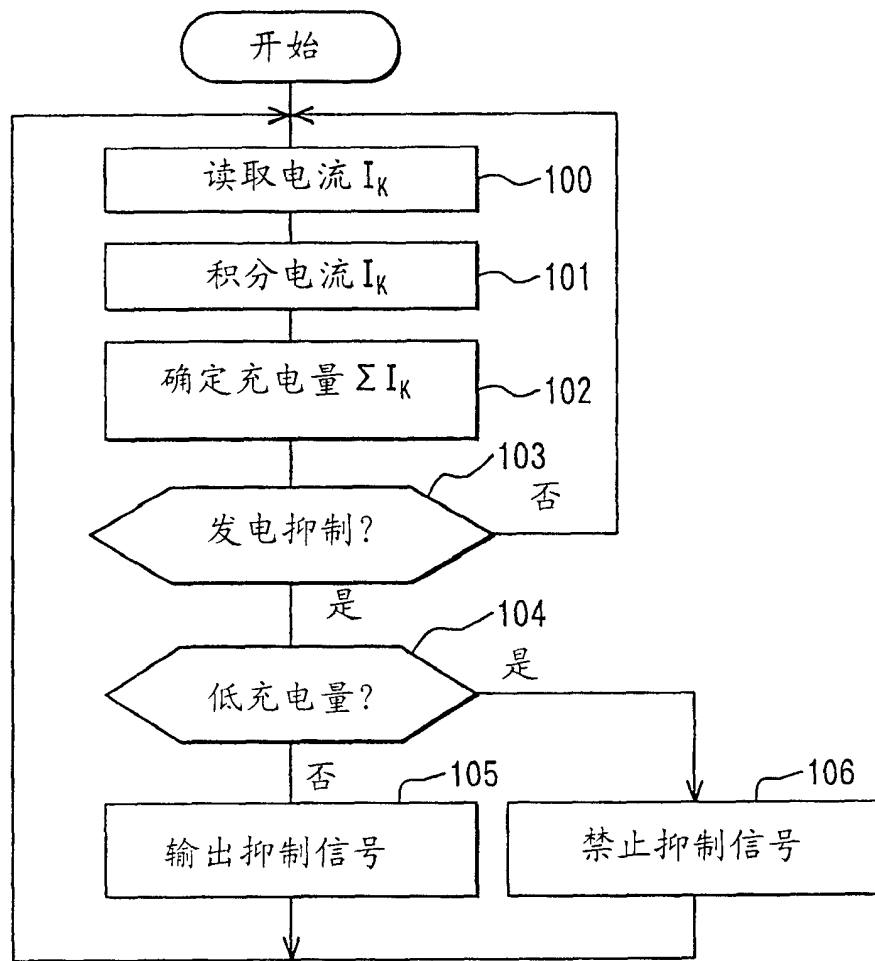 开始
读取电流 I_K
100
积分电流 I_K
101
确定充电量 Σ I_K
102
103
否
发电抑制?
是
104
是
低充电量?
否
105
106
输出抑制信号
禁止抑制信号